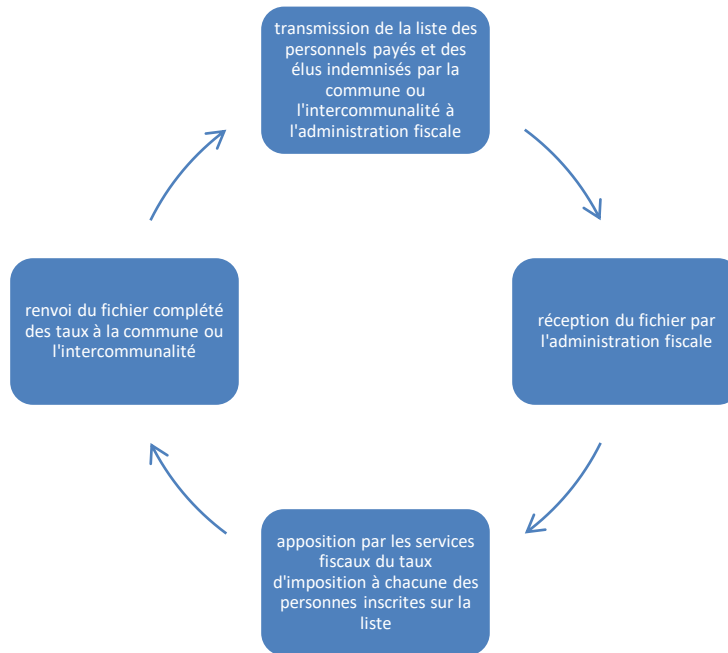 transmission de la liste des
personnels payés et des
élus indemnisés par la
commune ou
l'intercommunalité à
l'administration fiscale
réception du fichier par
l'administration fiscale
apposition par les services
fiscaux du taux
d'imposition à chacune des
personnes inscrites sur la
liste
renvoi du fichier complété
des taux à la commune ou
l'intercommunalité